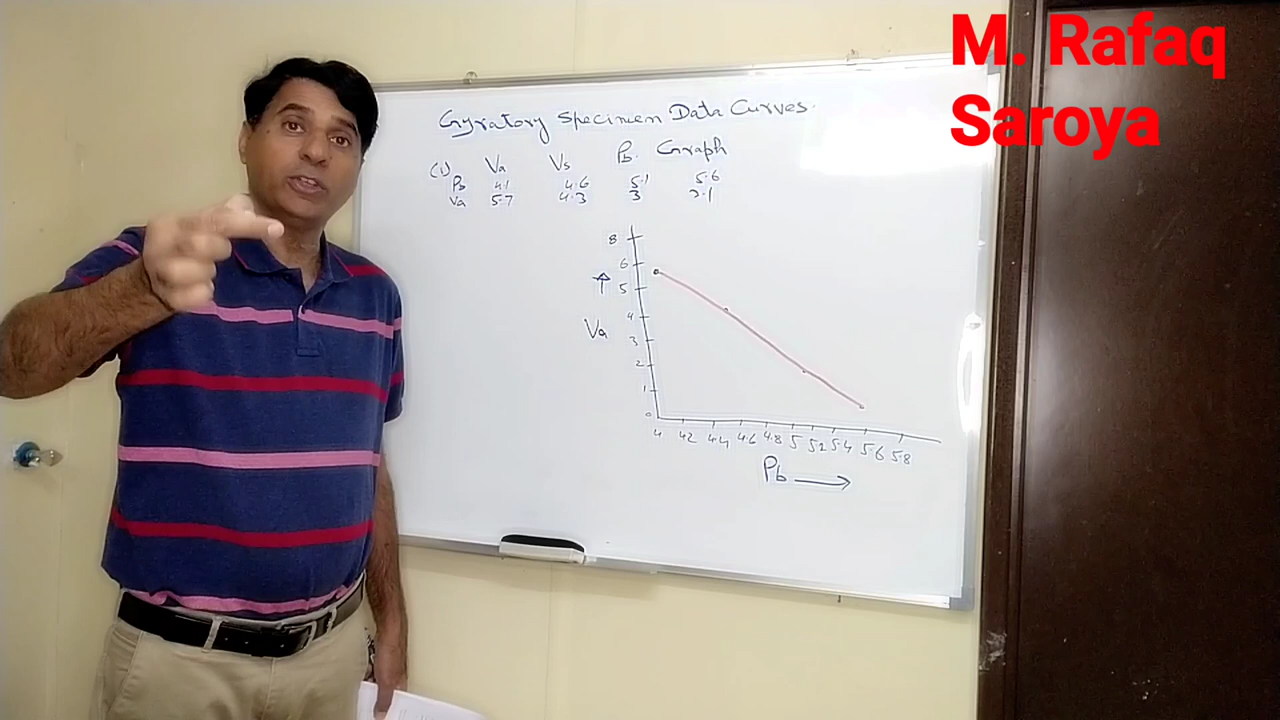 M. Rafaq
Saroya
Gyratory Specimen Data Curves.
(1) Va Vs Pb. Graph
Pb 4.1 4.6 5.1 5.6
Va 5.7 4.3 3 2.1
8
6
5
4
3
2
1
0
Va
4 4.2 4.4 4.6 4.8 5 5.2 5.4 5.6 5.8
Pb